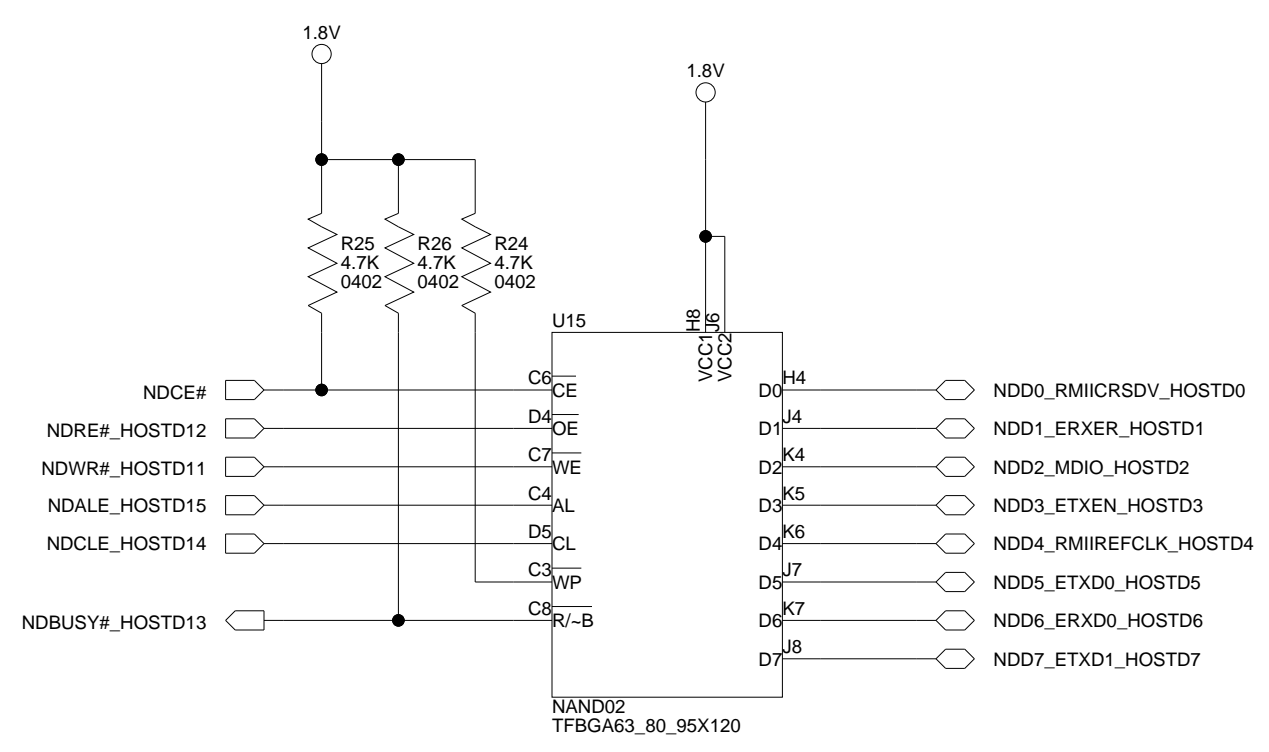 1.8V
1.8V
R25
4.7K
0402
R26
4.7K
0402
R24
4.7K
0402
U15
H8
J6
VCC1
VCC2
NDCE#
C6
CE
D0
H4
NDD0_RMIICRSDV_HOSTD0
NDRE#_HOSTD12
D4
OE
D1
J4
NDD1_ERXER_HOSTD1
NDWR#_HOSTD11
C7
WE
D2
K4
NDD2_MDIO_HOSTD2
NDALE_HOSTD15
C4
AL
D3
K5
NDD3_ETXEN_HOSTD3
NDCLE_HOSTD14
D5
CL
D4
K6
NDD4_RMIIREFCLK_HOSTD4
C3
WP
D5
J7
NDD5_ETXD0_HOSTD5
NDBUSY#_HOSTD13
C8
R/~B
D6
K7
NDD6_ERXD0_HOSTD6
D7
J8
NDD7_ETXD1_HOSTD7
NAND02
TFBGA63_80_95X120